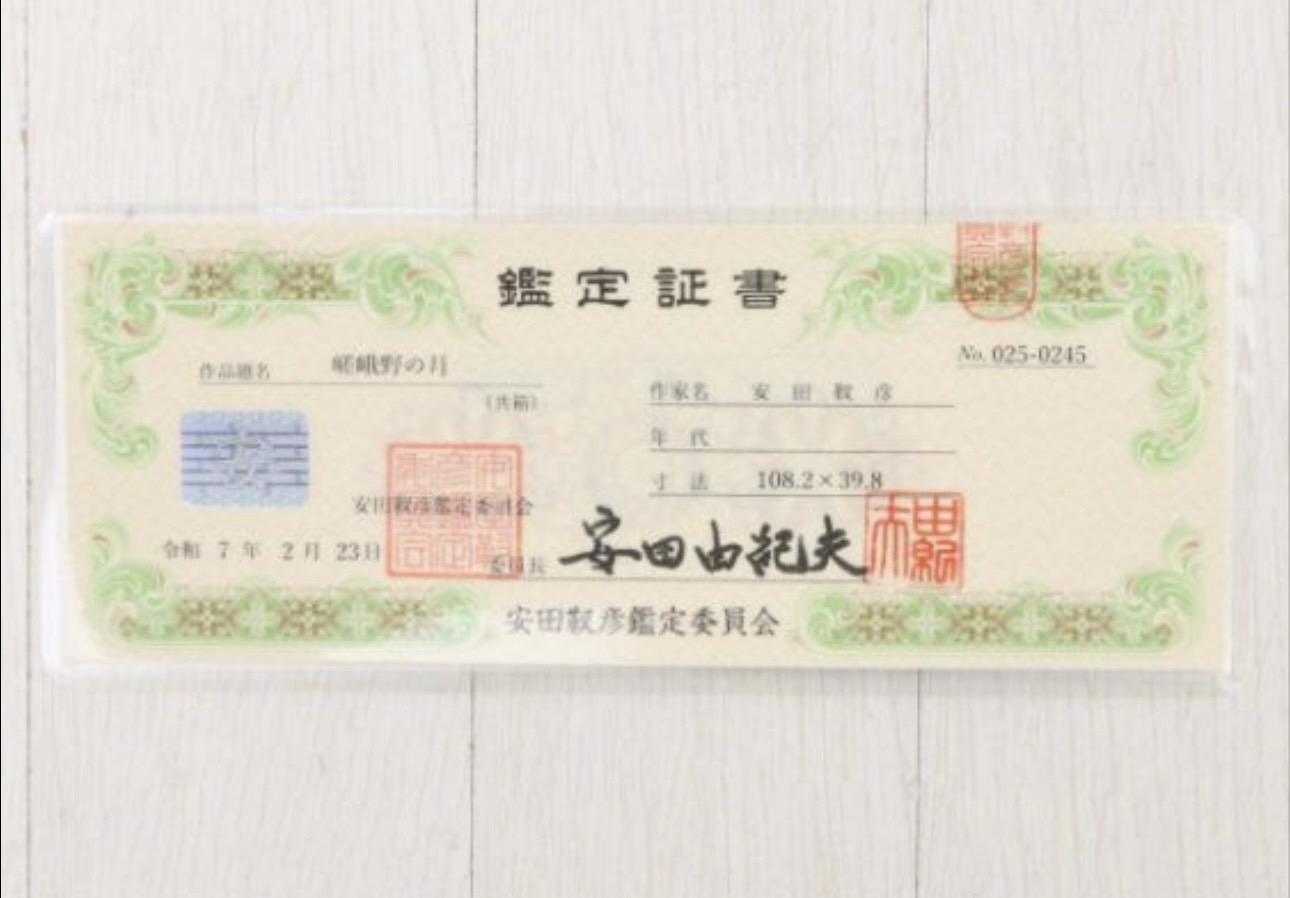 鑑定証書
No. 025-0245
作品題名 嵯峨野の月
(共箱)
作家名 安田靫彦
年代
寸法 108.2×39.8
安
安田靫彦鑑定委員会
令和 7年 2月 23日
委員長 安田由紀夫
安田靫彦鑑定委員会